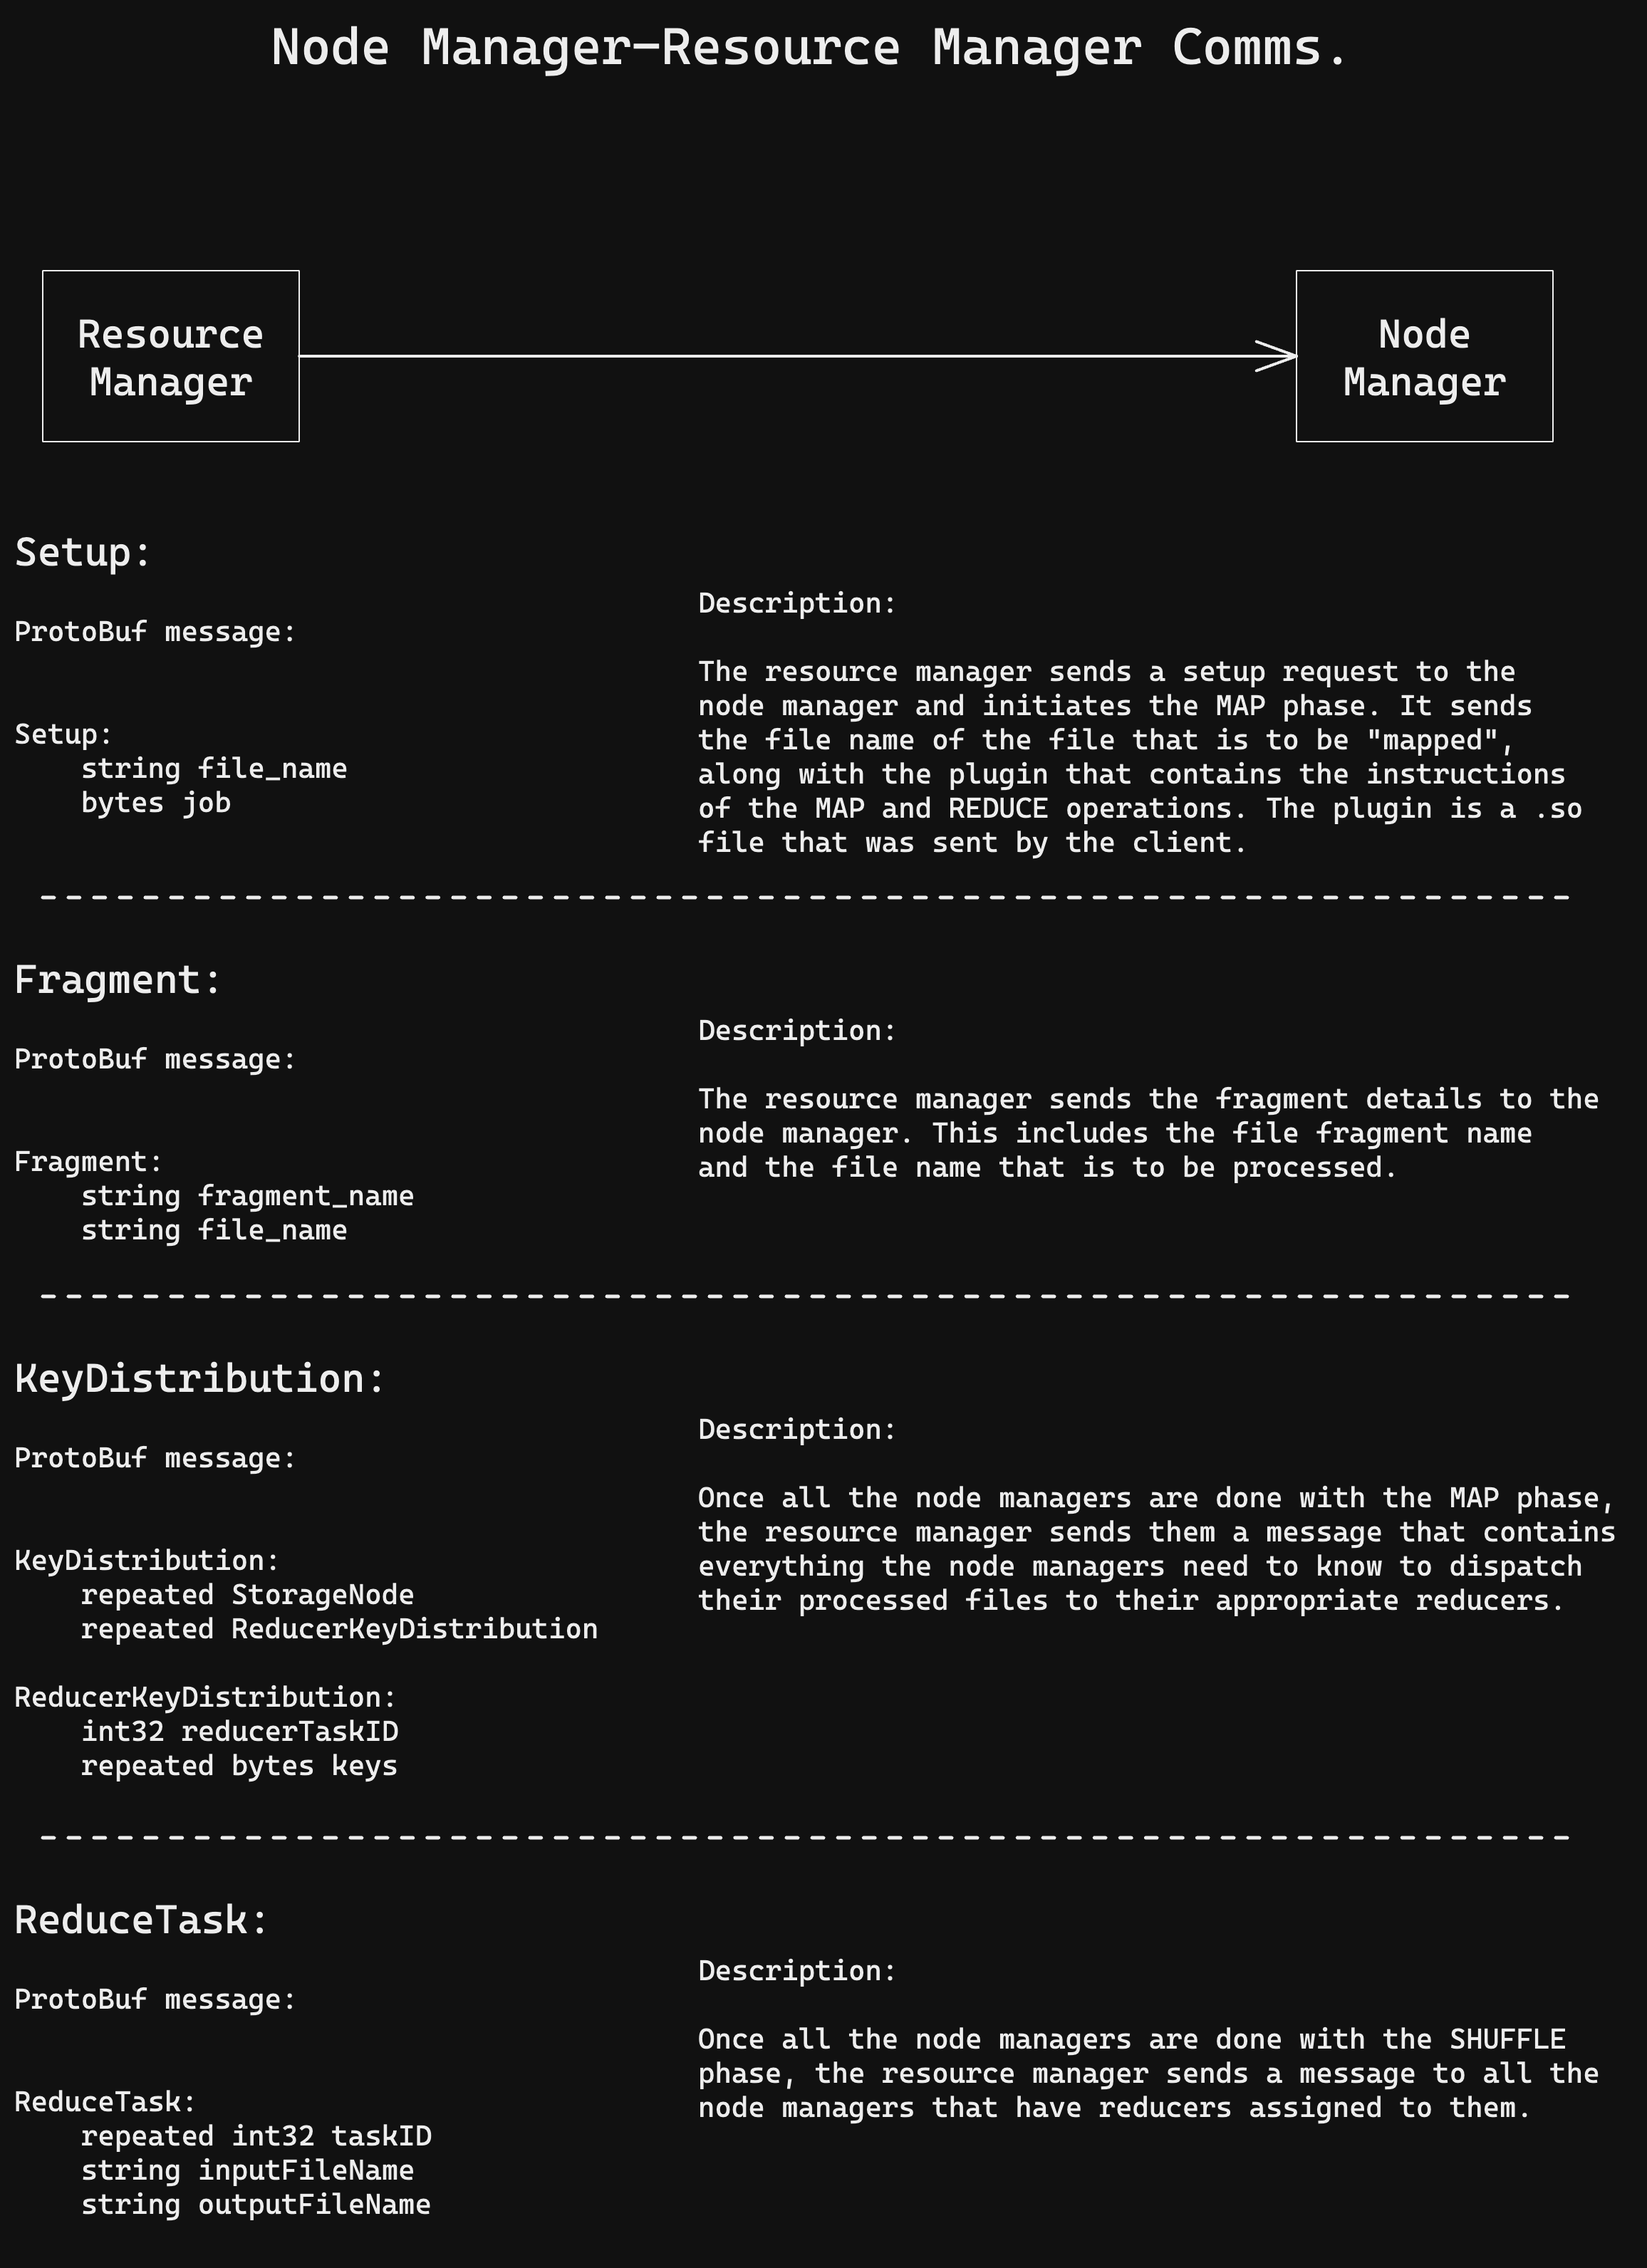 Node Manager-Resource Manager Comms.
Resource
Manager
Node
Manager
Setup:
ProtoBuf message:
Setup:
string file_name
bytes job
Description:
The resource manager sends a setup request to the
node manager and initiates the MAP phase. It sends
the file name of the file that is to be "mapped",
along with the plugin that contains the instructions
of the MAP and REDUCE operations. The plugin is a .so
file that was sent by the client.
Fragment:
ProtoBuf message:
Fragment:
string fragment_name
string file_name
Description:
The resource manager sends the fragment details to the
node manager. This includes the file fragment name
and the file name that is to be processed.
KeyDistribution:
ProtoBuf message:
KeyDistribution:
repeated StorageNode
repeated ReducerKeyDistribution
ReducerKeyDistribution:
int32 reducerTaskID
repeated bytes keys
Description:
Once all the node managers are done with the MAP phase,
the resource manager sends them a message that contains
everything the node managers need to know to dispatch
their processed files to their appropriate reducers.
ReduceTask:
ProtoBuf message:
ReduceTask:
repeated int32 taskID
string inputFileName
string outputFileName
Description:
Once all the node managers are done with the SHUFFLE
phase, the resource manager sends a message to all the
node managers that have reducers assigned to them.